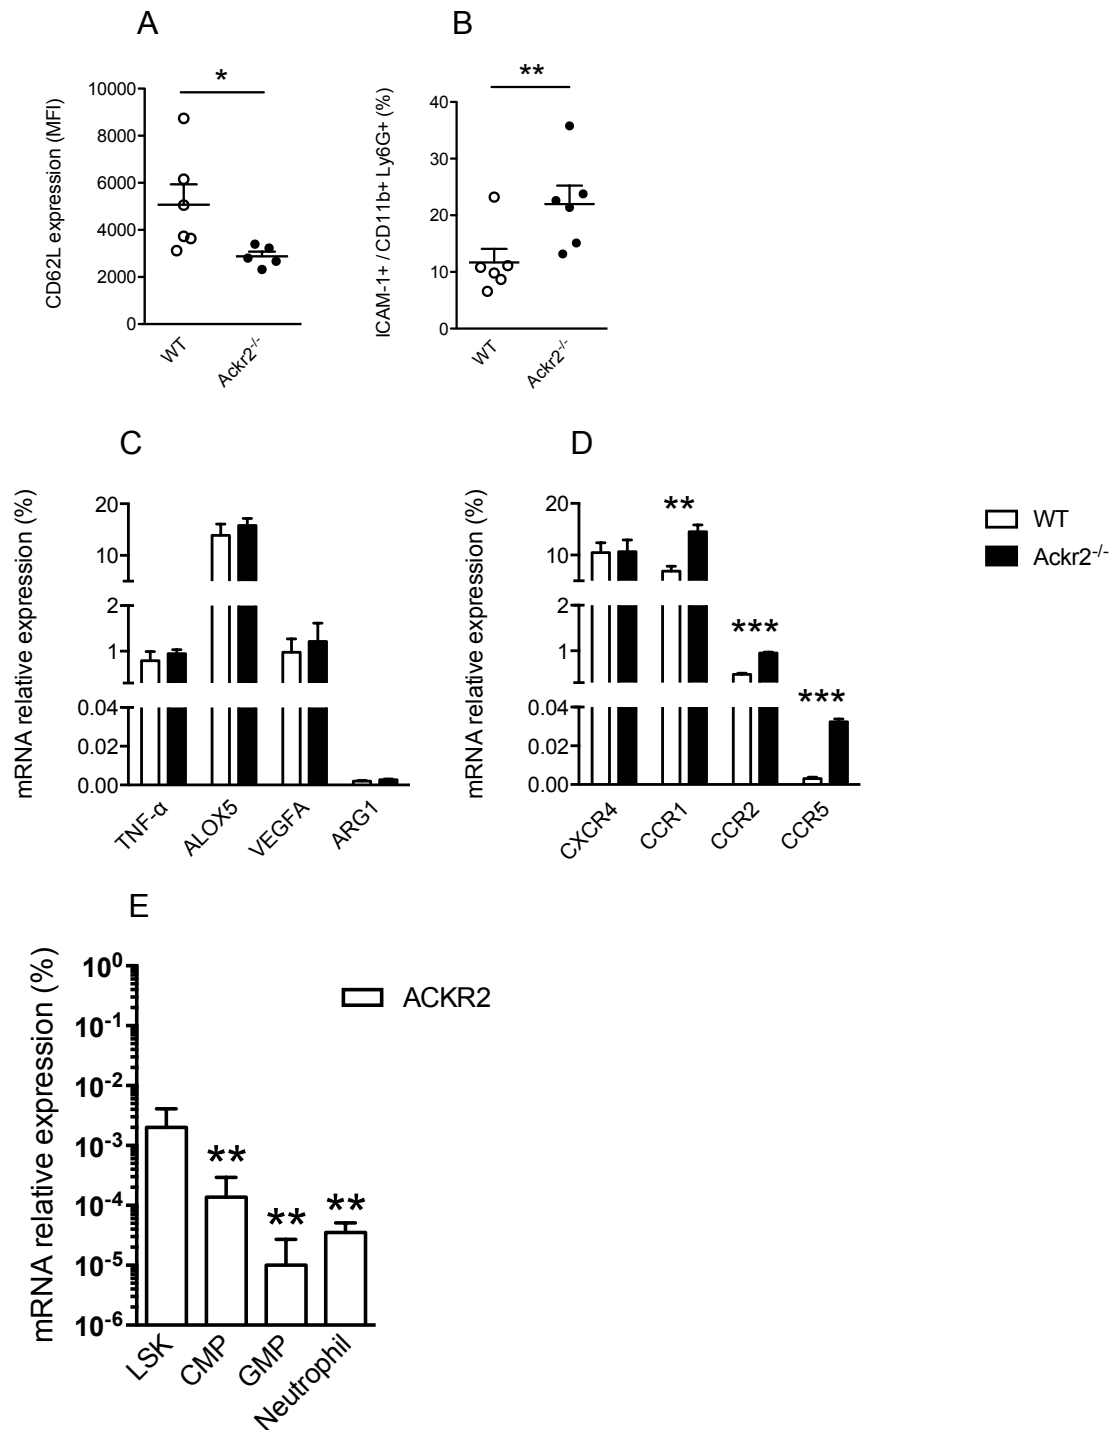 A
CD62L expression (MFI)
*
10000
8000
6000
4000
2000
0
WT
Ackr2-/-
B
ICAM-1+ / CD11b+ Ly6G+ (%)
**
40
30
20
10
0
WT
Ackr2-/-
C
mRNA relative expression (%)
20
10
2
1
0.04
0.02
0.00
TNF-α
ALOX5
VEGFA
ARG1
D
mRNA relative expression (%)
20
10
2
1
0.04
0.02
0.00
**
***
***
CXCR4
CCR1
CCR2
CCR5
WT
Ackr2-/-
E
mRNA relative expression (%)
10^0
10^-1
10^-2
10^-3
10^-4
10^-5
10^-6
ACKR2
**
**
**
LSK
CMP
GMP
Neutrophil